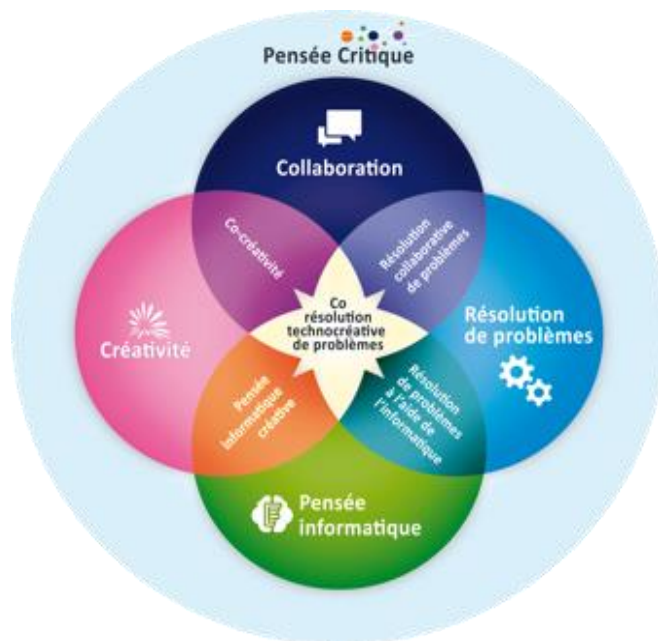 Pensée Critique
Collaboration
Co-créativité
Résolution
collaborative
de problèmes
Créativité
Co
résolution
technocréative
de problèmes
Résolution
de problèmes
Pensée
informatique
créative
Résolution
de problèmes
à l'aide de
l'informatique
Pensée
informatique